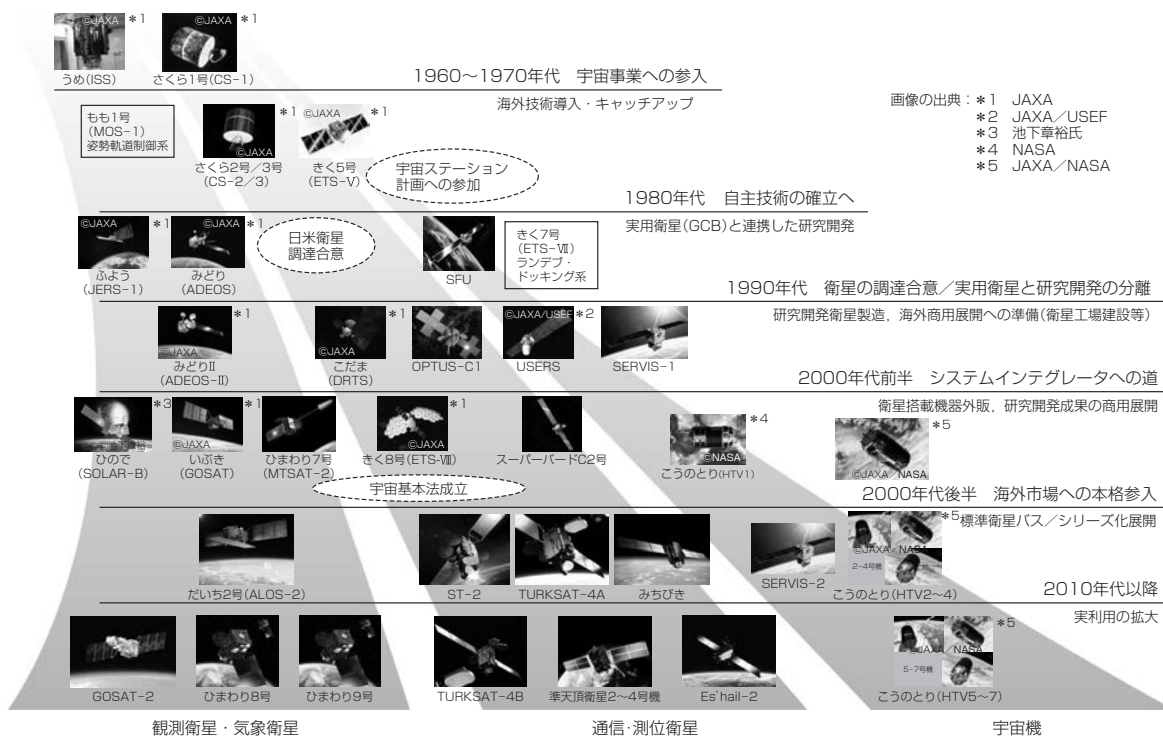 ©JAXA
*1
©JAXA
*1
うめ(ISS)
さくら1号(CS-1)
1960～1970年代　宇宙事業への参入
海外技術導入・キャッチアップ
画像の出典：*1　JAXA
*2　JAXA／USEF
*3　池下章裕氏
*4　NASA
*5　JAXA／NASA
もも1号
(MOS-1)
姿勢軌道制御系
*1
©JAXA
さくら2号／3号
(CS-2/3)
©JAXA
*1
きく5号
(ETS-Ⅴ)
宇宙ステーション
計画への参加
1980年代　自主技術の確立へ
実用衛星(GCB)と連携した研究開発
©JAXA
*1
ふよう
(JERS-1)
©JAXA
*1
みどり
(ADEOS)
日米衛星
調達合意
SFU
きく7号
(ETS-Ⅶ)
ランデブ・
ドッキング系
1990年代　衛星の調達合意／実用衛星と研究開発の分離
研究開発衛星製造，海外商用展開への準備(衛星工場建設等)
*1
©JAXA
みどりⅡ
(ADEOS-Ⅱ)
*1
©JAXA
こだま
(DRTS)
OPTUS-C1
©JAXA/USEF
*2
USERS
SERVIS-1
2000年代前半　システムインテグレータへの道
衛星搭載機器外販，研究開発成果の商用展開
*3
ひので
(SOLAR-B)
*1
©JAXA
いぶき
(GOSAT)
ひまわり7号
(MTSAT-2)
*1
©JAXA
きく8号(ETS-Ⅷ)
スーパーバードC2号
*4
©NASA
こうのとり(HTV1)
*5
©JAXA／NASA
宇宙基本法成立
2000年代後半　海外市場への本格参入
標準衛星バス／シリーズ化展開
だいち2号(ALOS-2)
ST-2
TURKSAT-4A
みちびき
SERVIS-2
*5
©JAXA／NASA
2-4号機
こうのとり(HTV2～4)
2010年代以降
実利用の拡大
GOSAT-2
ひまわり8号
ひまわり9号
TURKSAT-4B
準天頂衛星2～4号機
Es'hail-2
*5
©JAXA／NASA
5-7号機
こうのとり(HTV5～7)
観測衛星・気象衛星
通信・測位衛星
宇宙機